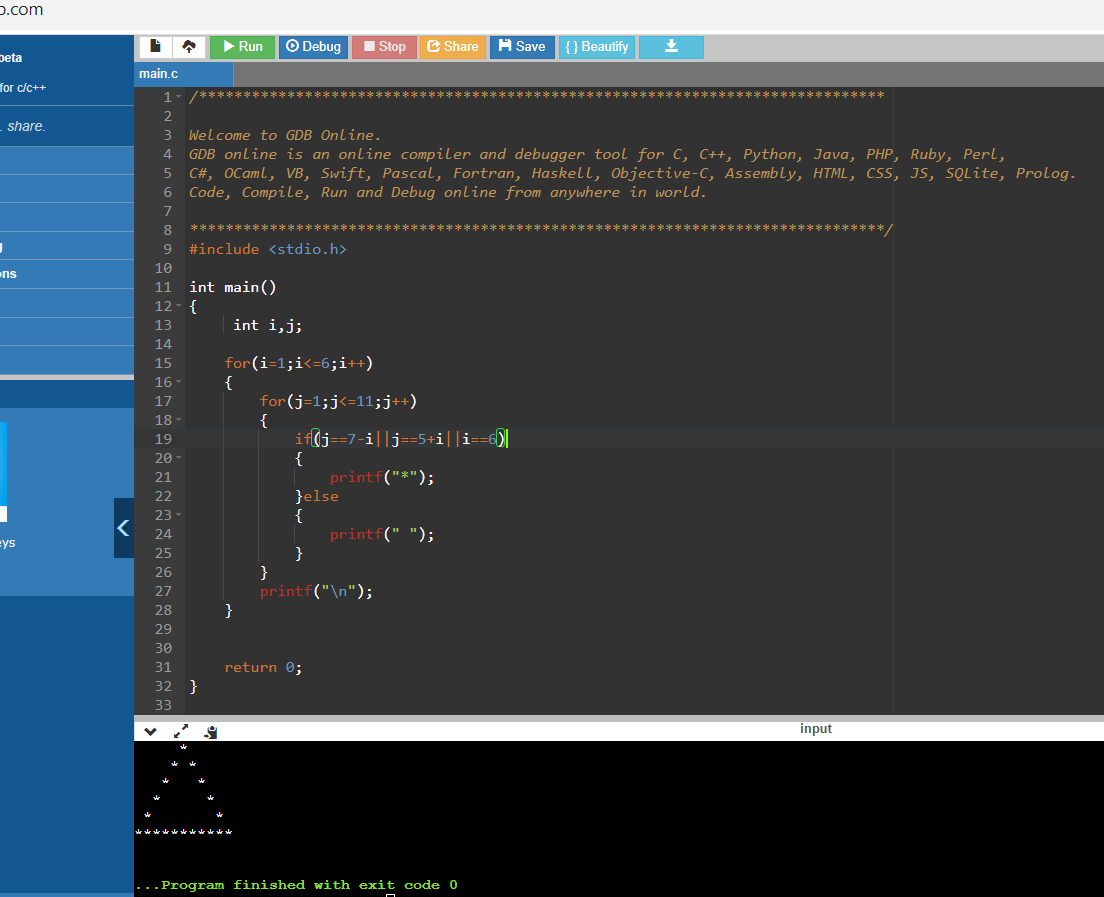 b.com
beta
for c/c++
. share.
ons
eys
Run Debug Stop Share Save { } Beautify
main.c
1 /******************************************************************************
2
3 Welcome to GDB Online.
4 GDB online is an online compiler and debugger tool for C, C++, Python, Java, PHP, Ruby, Perl,
5 C#, OCaml, VB, Swift, Pascal, Fortran, Haskell, Objective-C, Assembly, HTML, CSS, JS, SQLite, Prolog.
6 Code, Compile, Run and Debug online from anywhere in world.
7
8 *******************************************************************************/
9 #include <stdio.h>
10
11 int main()
12 {
13      int i,j;
14
15     for(i=1;i<=6;i++)
16     {
17         for(j=1;j<=11;j++)
18         {
19             if(j==7-i||j==5+i||i==6)
20             {
21                 printf("*");
22             }else
23             {
24                 printf(" ");
25             }
26         }
27         printf("\n");
28     }
29
30
31     return 0;
32 }
33
input
     *
    * *
   *   *
  *     *
 *       *
***********
...Program finished with exit code 0